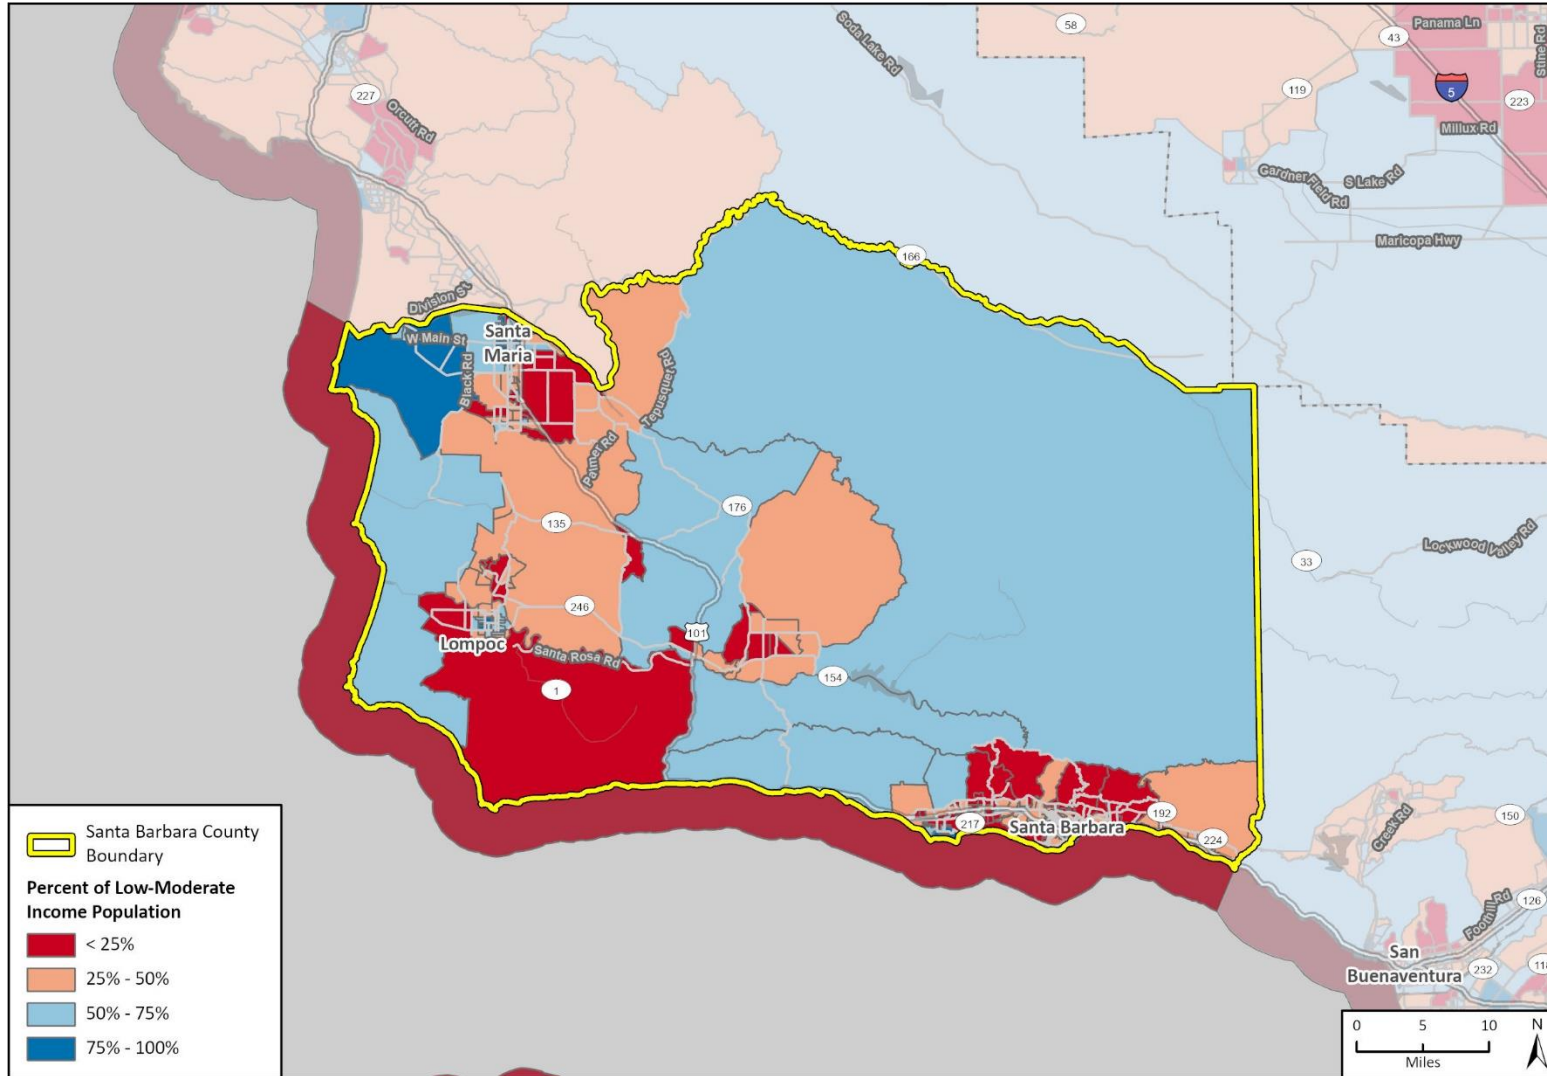 Soda Lake Rd
58
43
Panama Ln
Stine Rd
5
119
223
227
Orcutt Rd
Millux Rd
Gardner Field Rd
S Lake Rd
Maricopa Hwy
166
Division St
W Main St
Santa
Maria
Black Rd
Tepusquet Rd
Palmer Rd
176
135
Lockwood Valley Rd
33
246
101
Lompoc
Santa Rosa Rd
154
1
217
Santa Barbara
192
224
Creek Rd
150
Foothill Rd
126
San
Buenaventura
232
118
Santa Barbara County
Boundary
Percent of Low-Moderate
Income Population
< 25%
25% - 50%
50% - 75%
75% - 100%
0 5 10
Miles
N